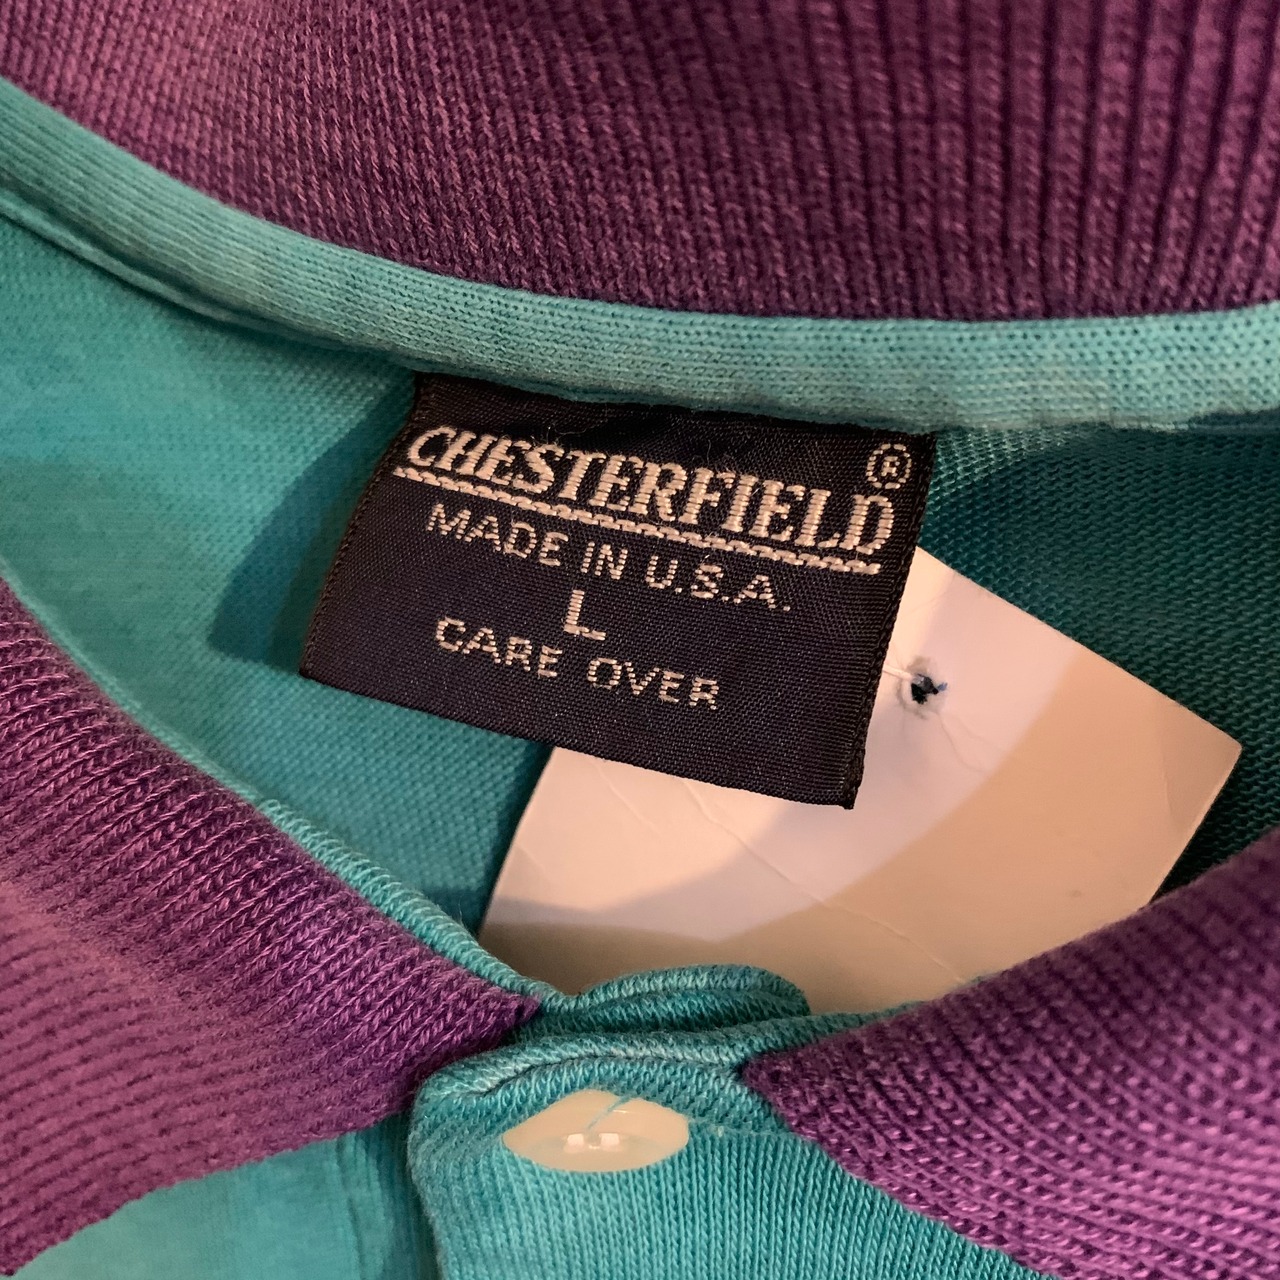 CHESTERFIELD ®
MADE IN U.S.A.
L
CARE OVER